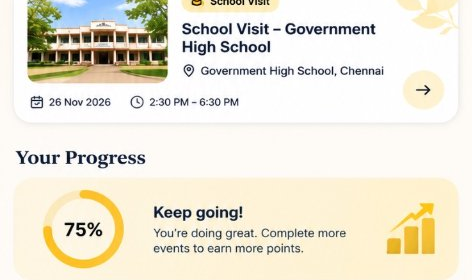 School Visit
School Visit – Government
High School
Government High School, Chennai
26 Nov 2026
2:30 PM – 6:30 PM
Your Progress
75%
Keep going!
You're doing great. Complete more
events to earn more points.